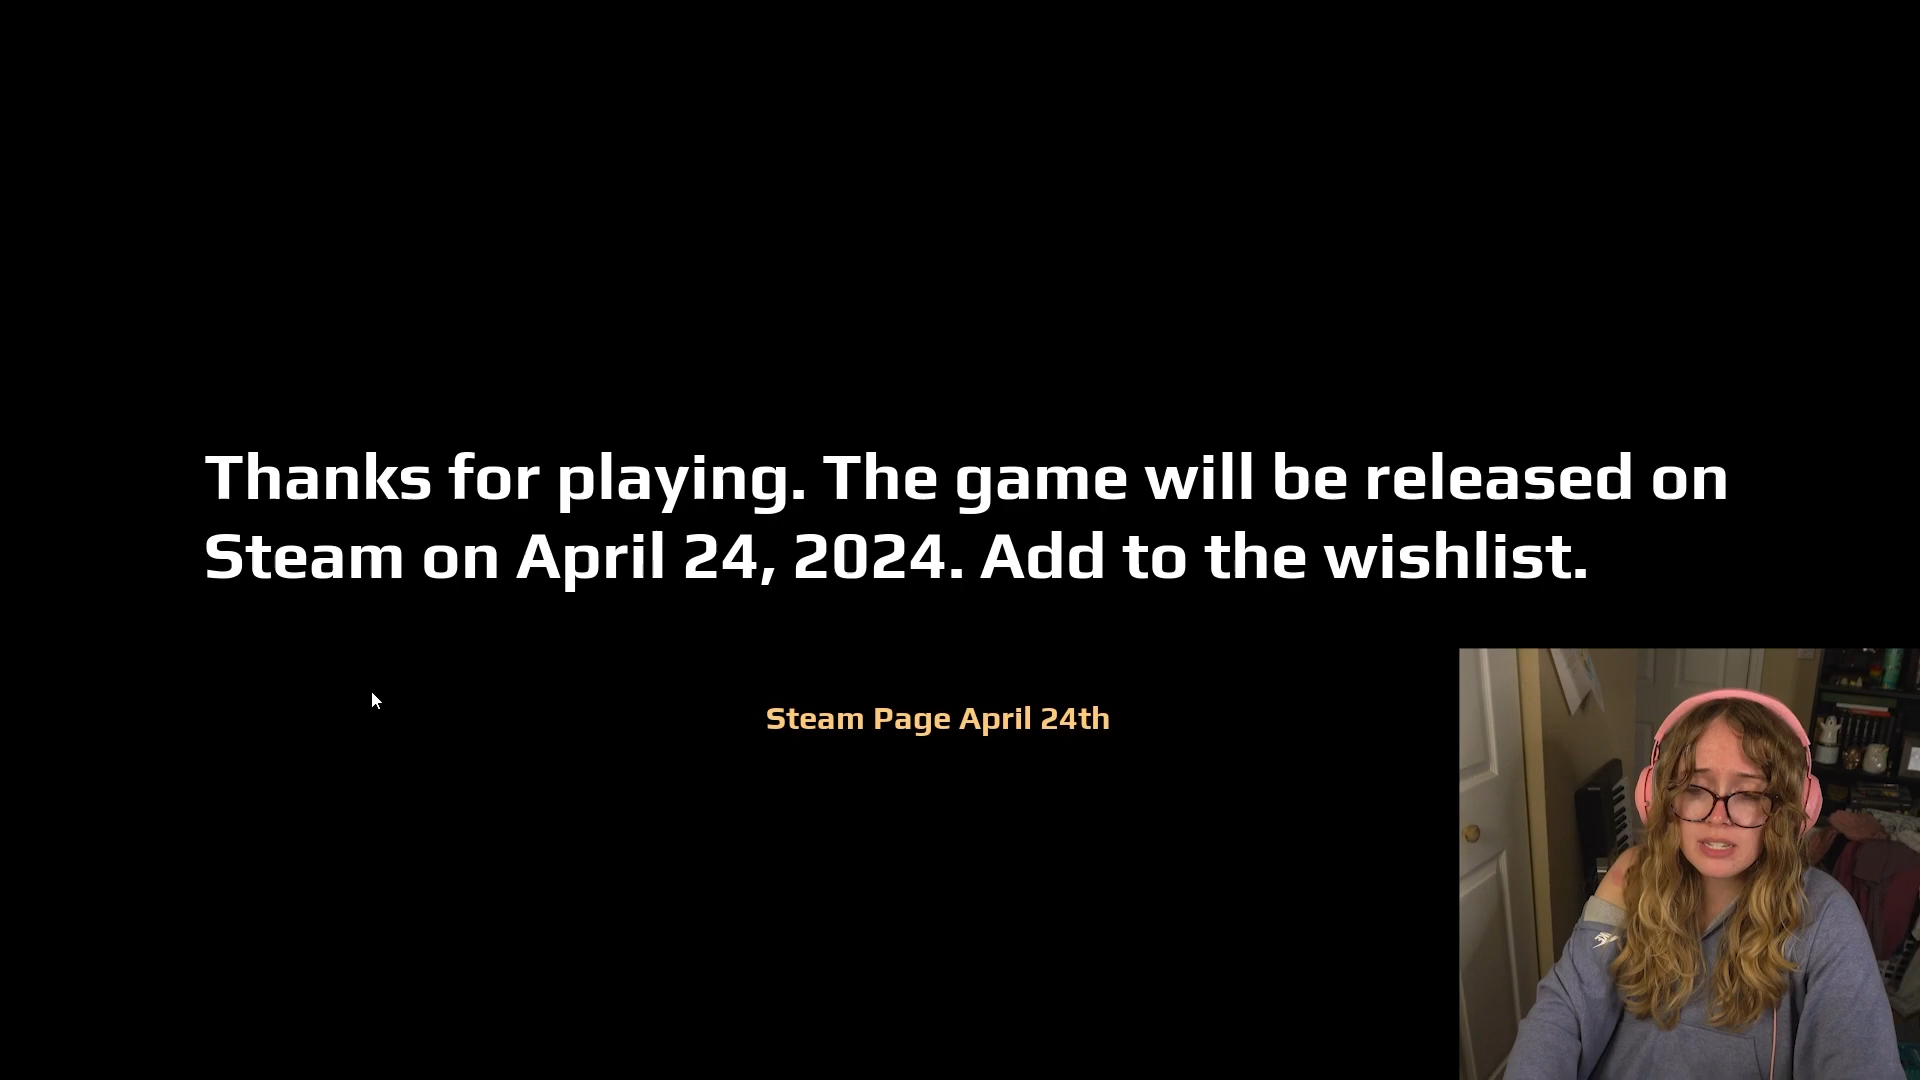 Thanks for playing. The game will be released on
Steam on April 24, 2024. Add to the wishlist.
Steam Page April 24th